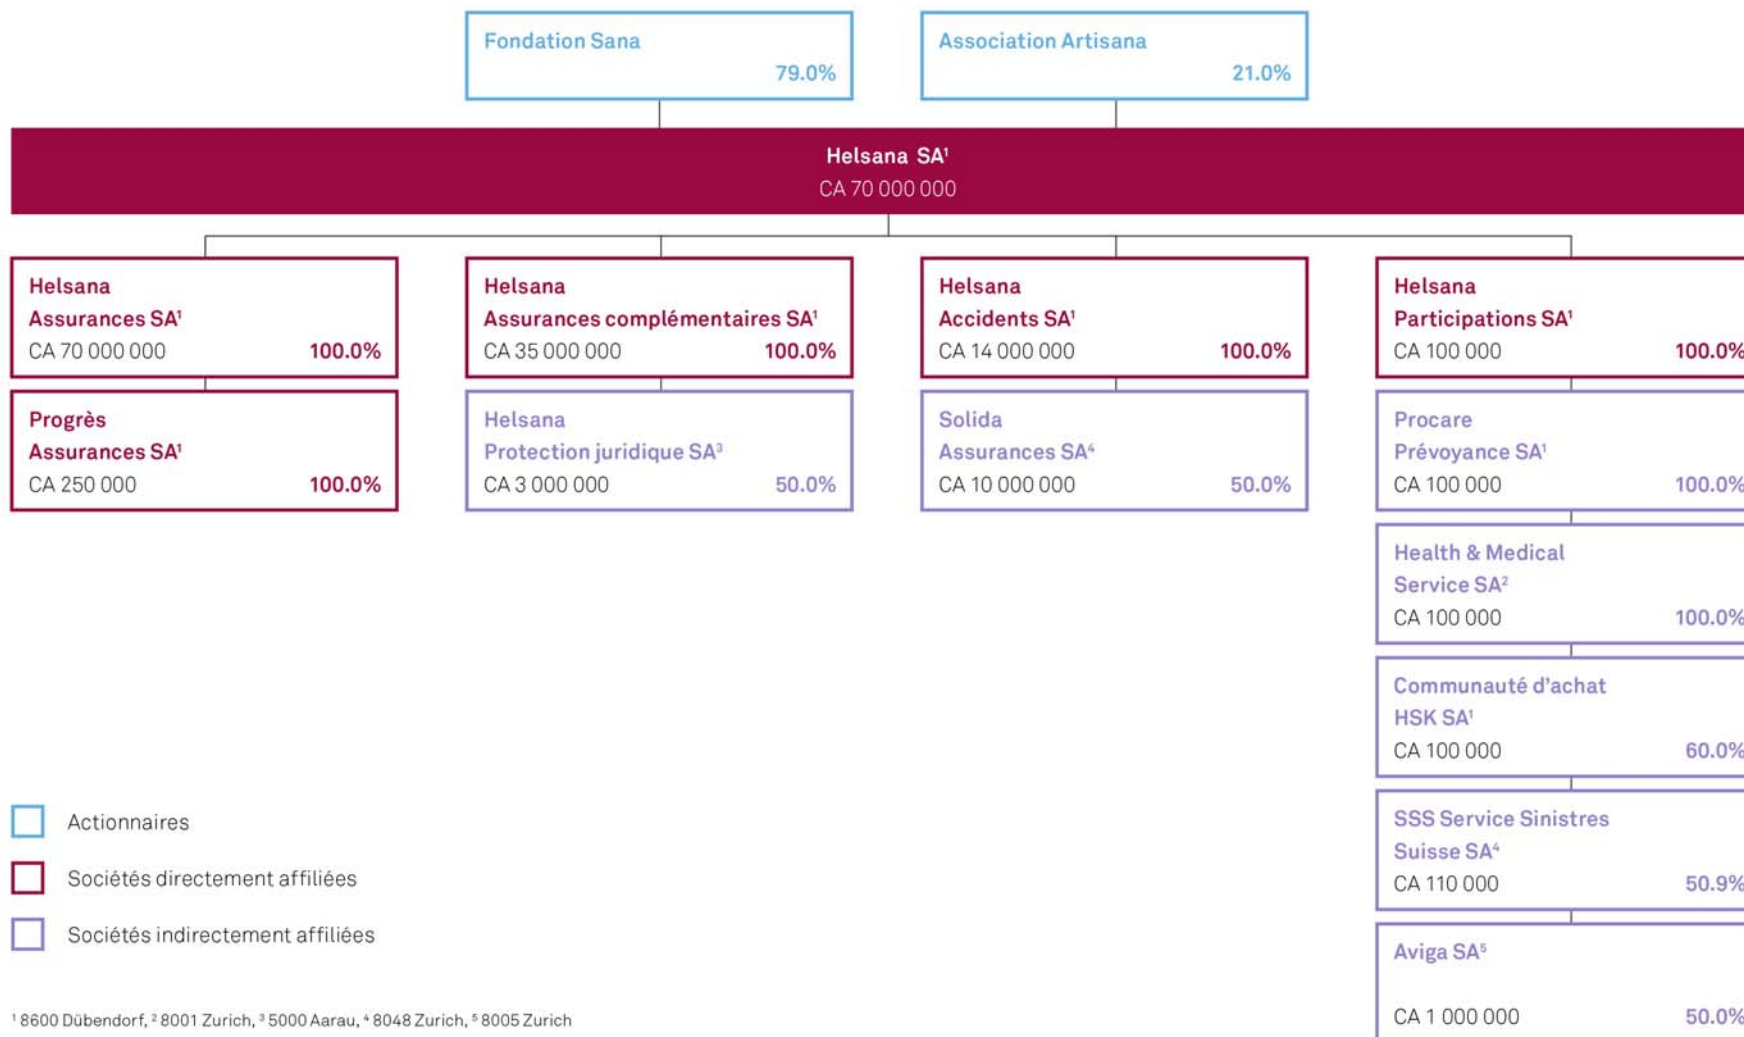 Fondation Sana
79.0%
Association Artisana
21.0%
Helsana SA¹
CA 70 000 000
Helsana
Assurances SA¹
CA 70 000 000 100.0%
Helsana
Assurances complémentaires SA¹
CA 35 000 000 100.0%
Helsana
Accidents SA¹
CA 14 000 000 100.0%
Helsana
Participations SA¹
CA 100 000 100.0%
Progrès
Assurances SA¹
CA 250 000 100.0%
Helsana
Protection juridique SA³
CA 3 000 000 50.0%
Solida
Assurances SA⁴
CA 10 000 000 50.0%
Procare
Prévoyance SA¹
CA 100 000 100.0%
Health & Medical
Service SA²
CA 100 000 100.0%
Communauté d'achat
HSK SA¹
CA 100 000 60.0%
SSS Service Sinistres
Suisse SA⁴
CA 110 000 50.9%
Aviga SA⁵
CA 1 000 000 50.0%
Actionnaires
Sociétés directement affiliées
Sociétés indirectement affiliées
¹ 8600 Dübendorf, ² 8001 Zurich, ³ 5000 Aarau, ⁴ 8048 Zurich, ⁵ 8005 Zurich